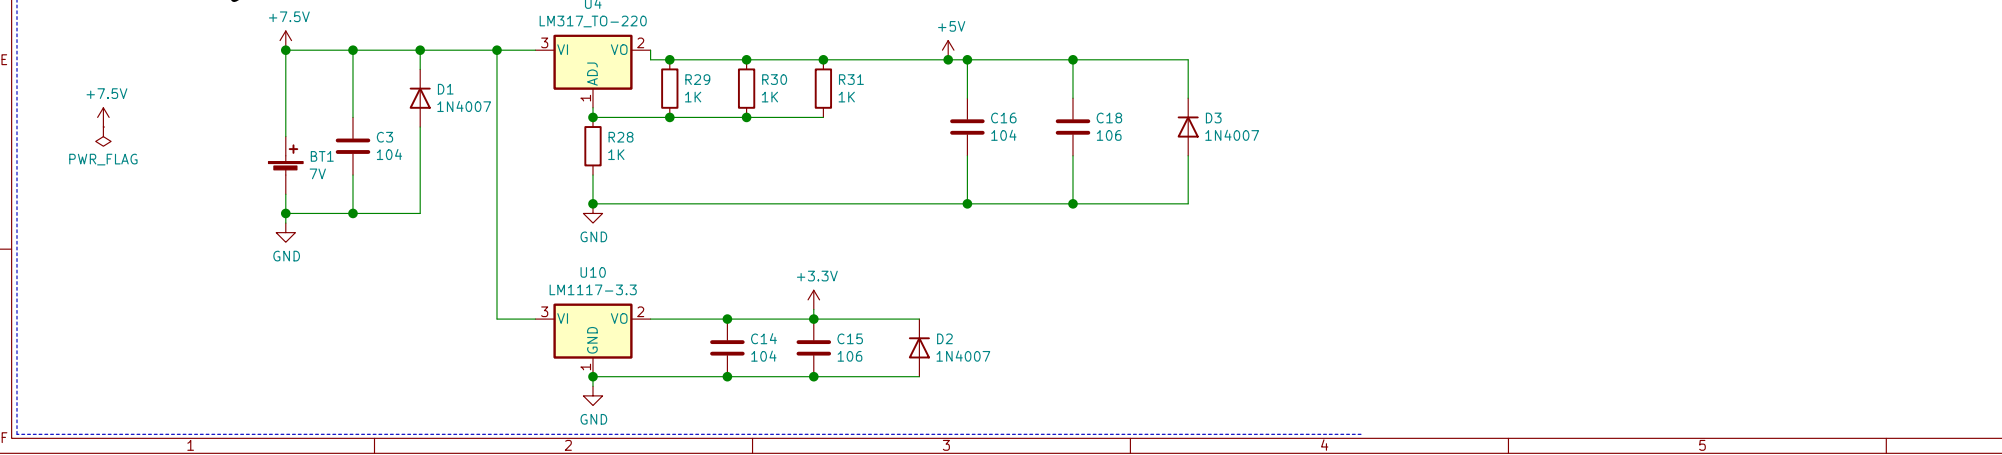 +7.5V
U4
LM317_TO-220
+5V
3
VI
VO
2
E
ADJ
1
R29
1K
R30
1K
R31
1K
+7.5V
D1
1N4007
C16
104
C18
106
D3
1N4007
PWR_FLAG
+
BT1
7V
C3
104
R28
1K
GND
GND
U10
LM1117-3.3
+3.3V
3
VI
VO
2
GND
1
C14
104
C15
106
D2
1N4007
GND
F
1
2
3
4
5